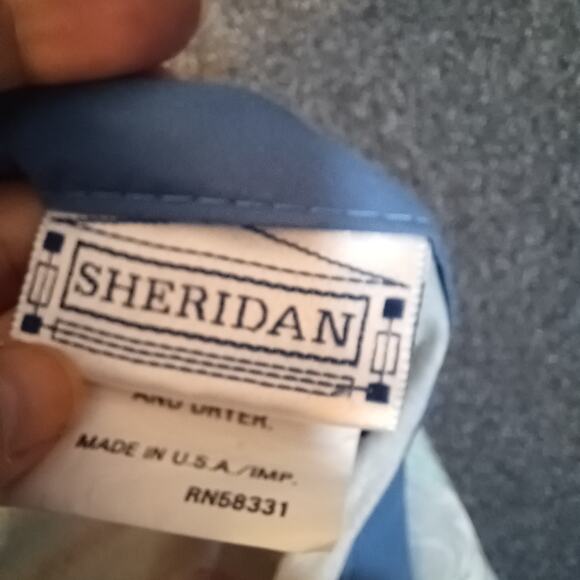 SHERIDAN
AND DRYER.
MADE IN U.S.A./IMP.
RN58331